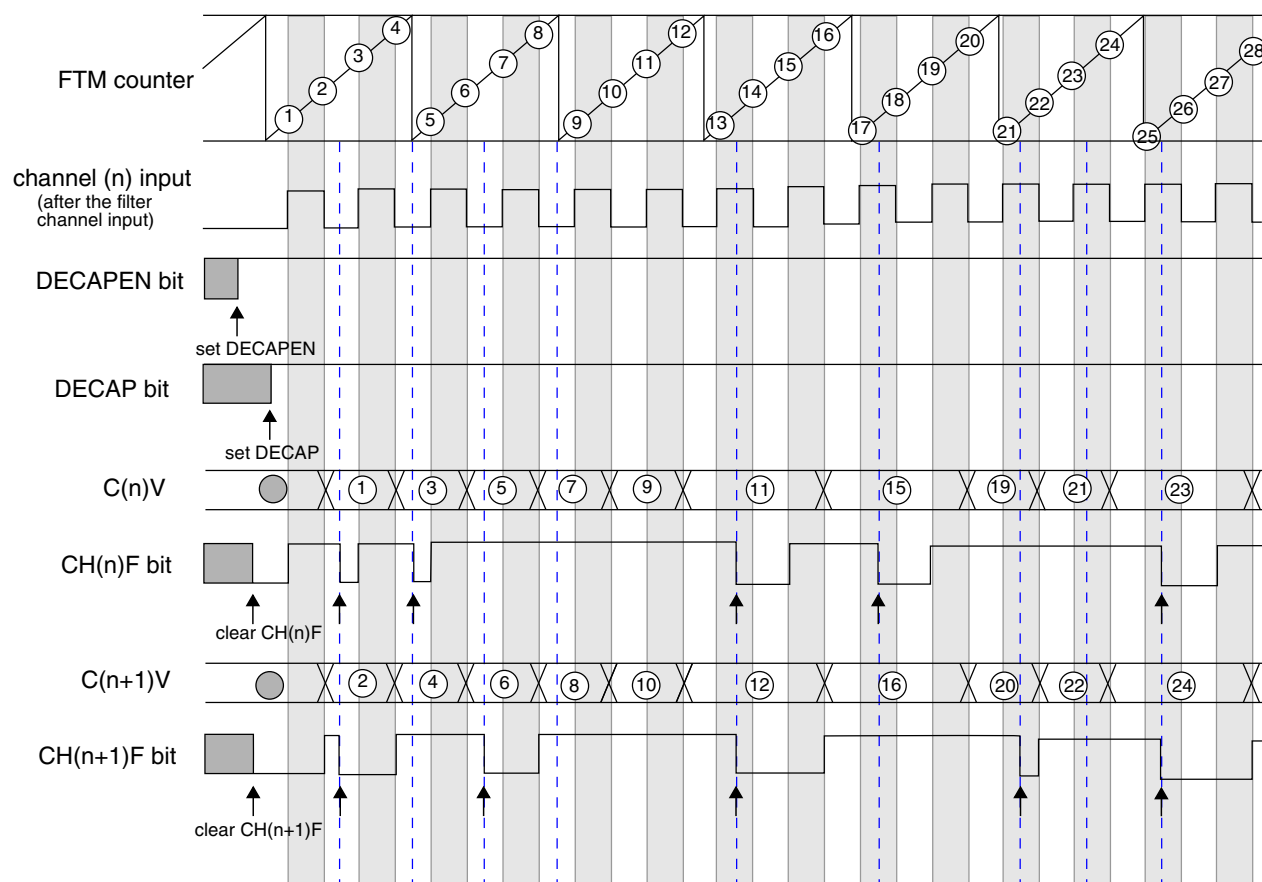 FTM counter
1 2 3 4 5 6 7 8 9 10 11 12 13 14 15 16 17 18 19 20 21 22 23 24 25 26 27 28
channel (n) input
(after the filter
channel input)
DECAPEN bit
set DECAPEN
DECAP bit
set DECAP
C(n)V
1 3 5 7 9 11 15 19 21 23
CH(n)F bit
clear CH(n)F
C(n+1)V
2 4 6 8 10 12 16 20 22 24
CH(n+1)F bit
clear CH(n+1)F